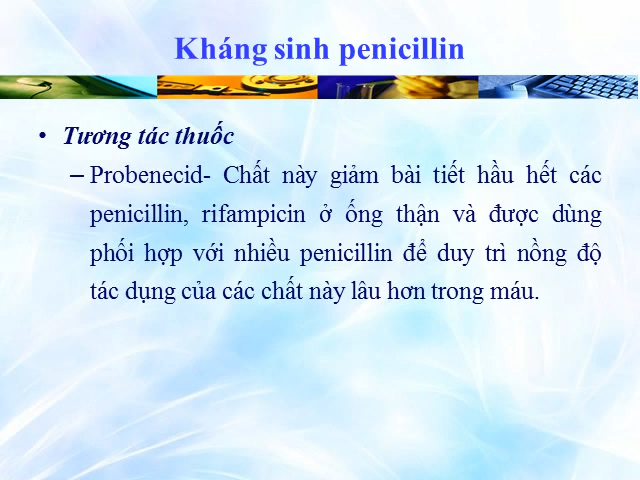 Kháng sinh penicillin
• Tương tác thuốc
– Probenecid- Chất này giảm bài tiết hầu hết các
penicillin, rifampicin ở ống thận và được dùng
phối hợp với nhiều penicillin để duy trì nồng độ
tác dụng của các chất này lâu hơn trong máu.